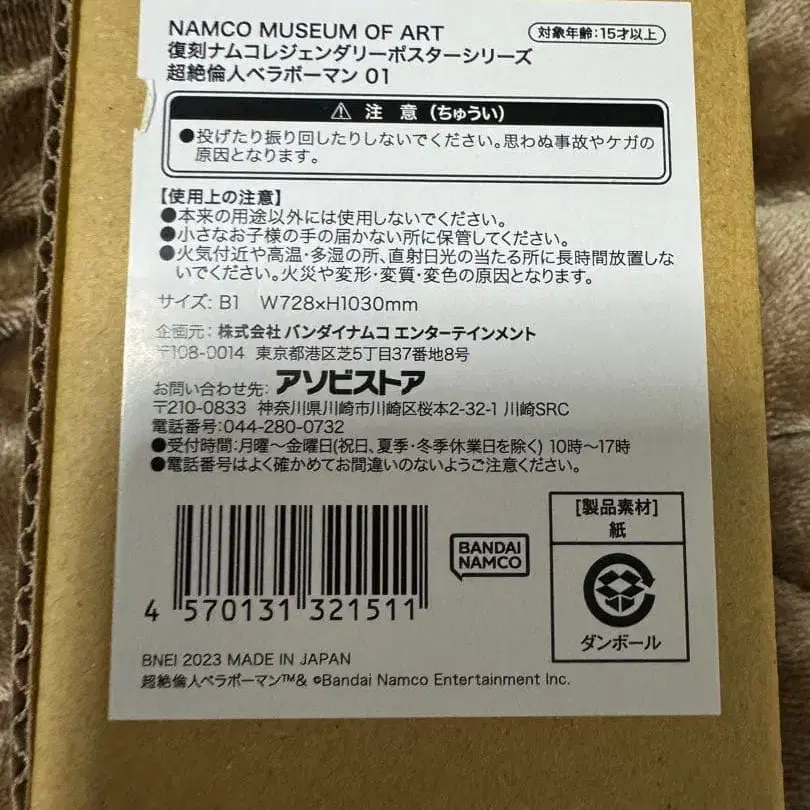 NAMCO MUSEUM OF ART
対象年齢:15才以上
復刻ナムコレジェンダリーポスターシリーズ
超絶倫人ベラボーマン 01
⚠ 注 意 (ちゅうい)
●投げたり振り回したりしないでください。思わぬ事故やケガの
原因となります。
【使用上の注意】
●本来の用途以外には使用しないでください。
●小さなお子様の手の届かない所に保管してください。
●火気付近や高温・多湿の所、直射日光の当たる所に長時間放置しな
いでください。火災や変形・変質・変色の原因となります。
サイズ: B1 W728×H1030mm
企画元: 株式会社 バンダイナムコ エンターテインメント
〒108-0014 東京都港区芝5丁目37番地8号
お問い合わせ先: アソビストア
〒210-0833 神奈川県川崎市川崎区桜本2-32-1 川崎SRC
電話番号:044-280-0732
●受付時間:月曜～金曜日(祝日、夏季・冬季休業日を除く) 10時～17時
●電話番号はよく確かめてお間違いのないようご注意ください。
4 570131 321511
BANDAI
NAMCO
[製品素材]
紙
ダンボール
BNEI 2023 MADE IN JAPAN
超絶倫人ベラボーマン™& ©Bandai Namco Entertainment Inc.